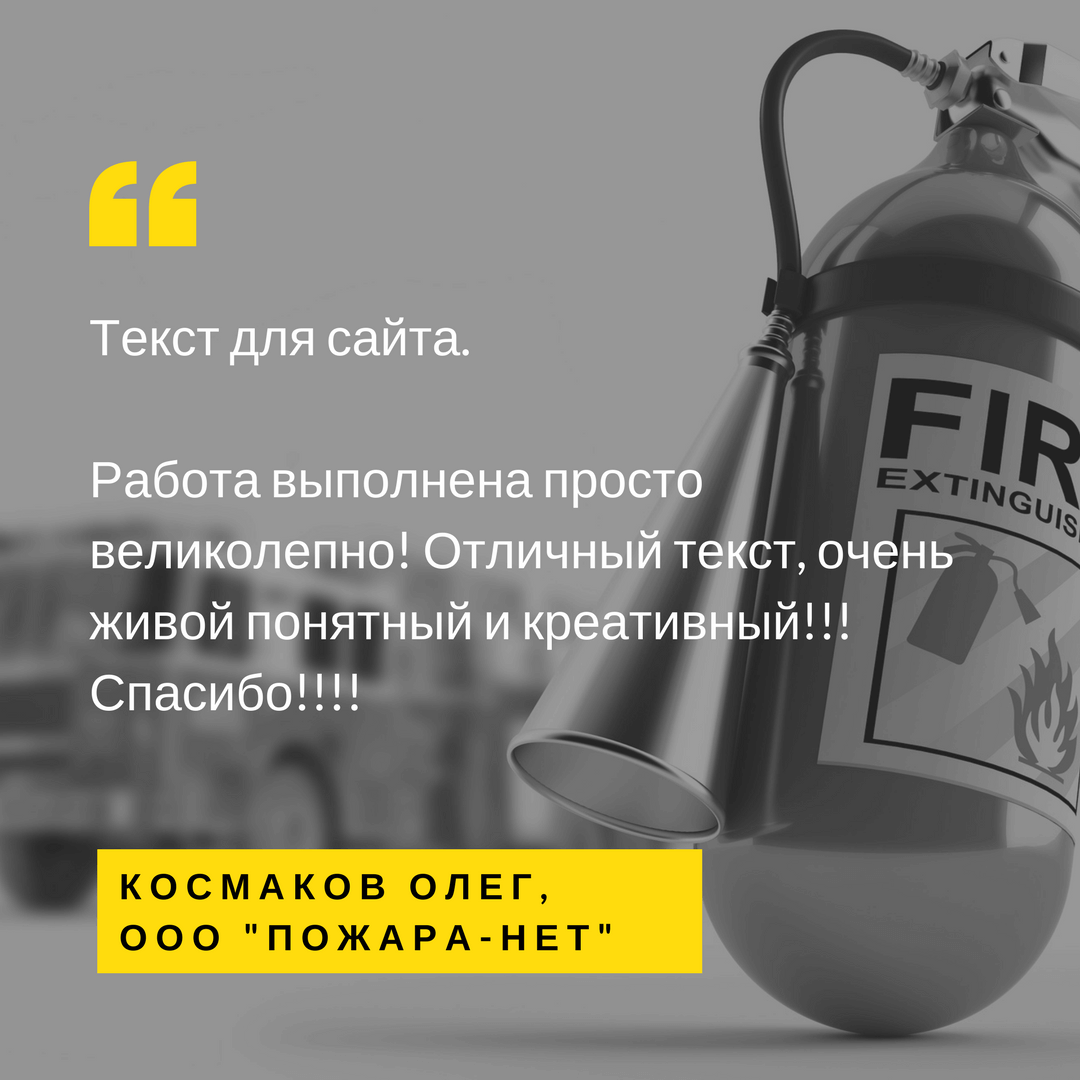 Текст для сайта.
Работа выполнена просто
великолепно! Отличный текст, очень
живой понятный и креативный!!!
Спасибо!!!!
КОСМАКОВ ОЛЕГ,
ООО "ПОЖАРА-НЕТ"
FIR
EXTINGUIS